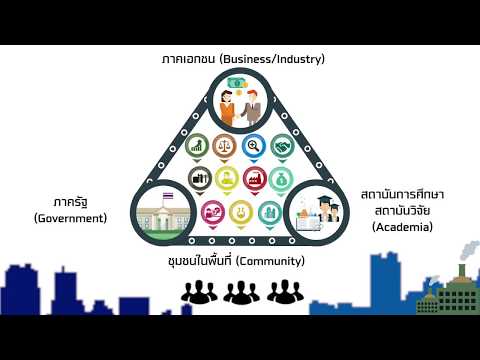 ภาคเอกชน (Business/Industry)
ภาครัฐ
(Government)
สถาบันการศึกษา
สถาบันวิจัย
(Academia)
ชุมชนในพื้นที่ (Community)